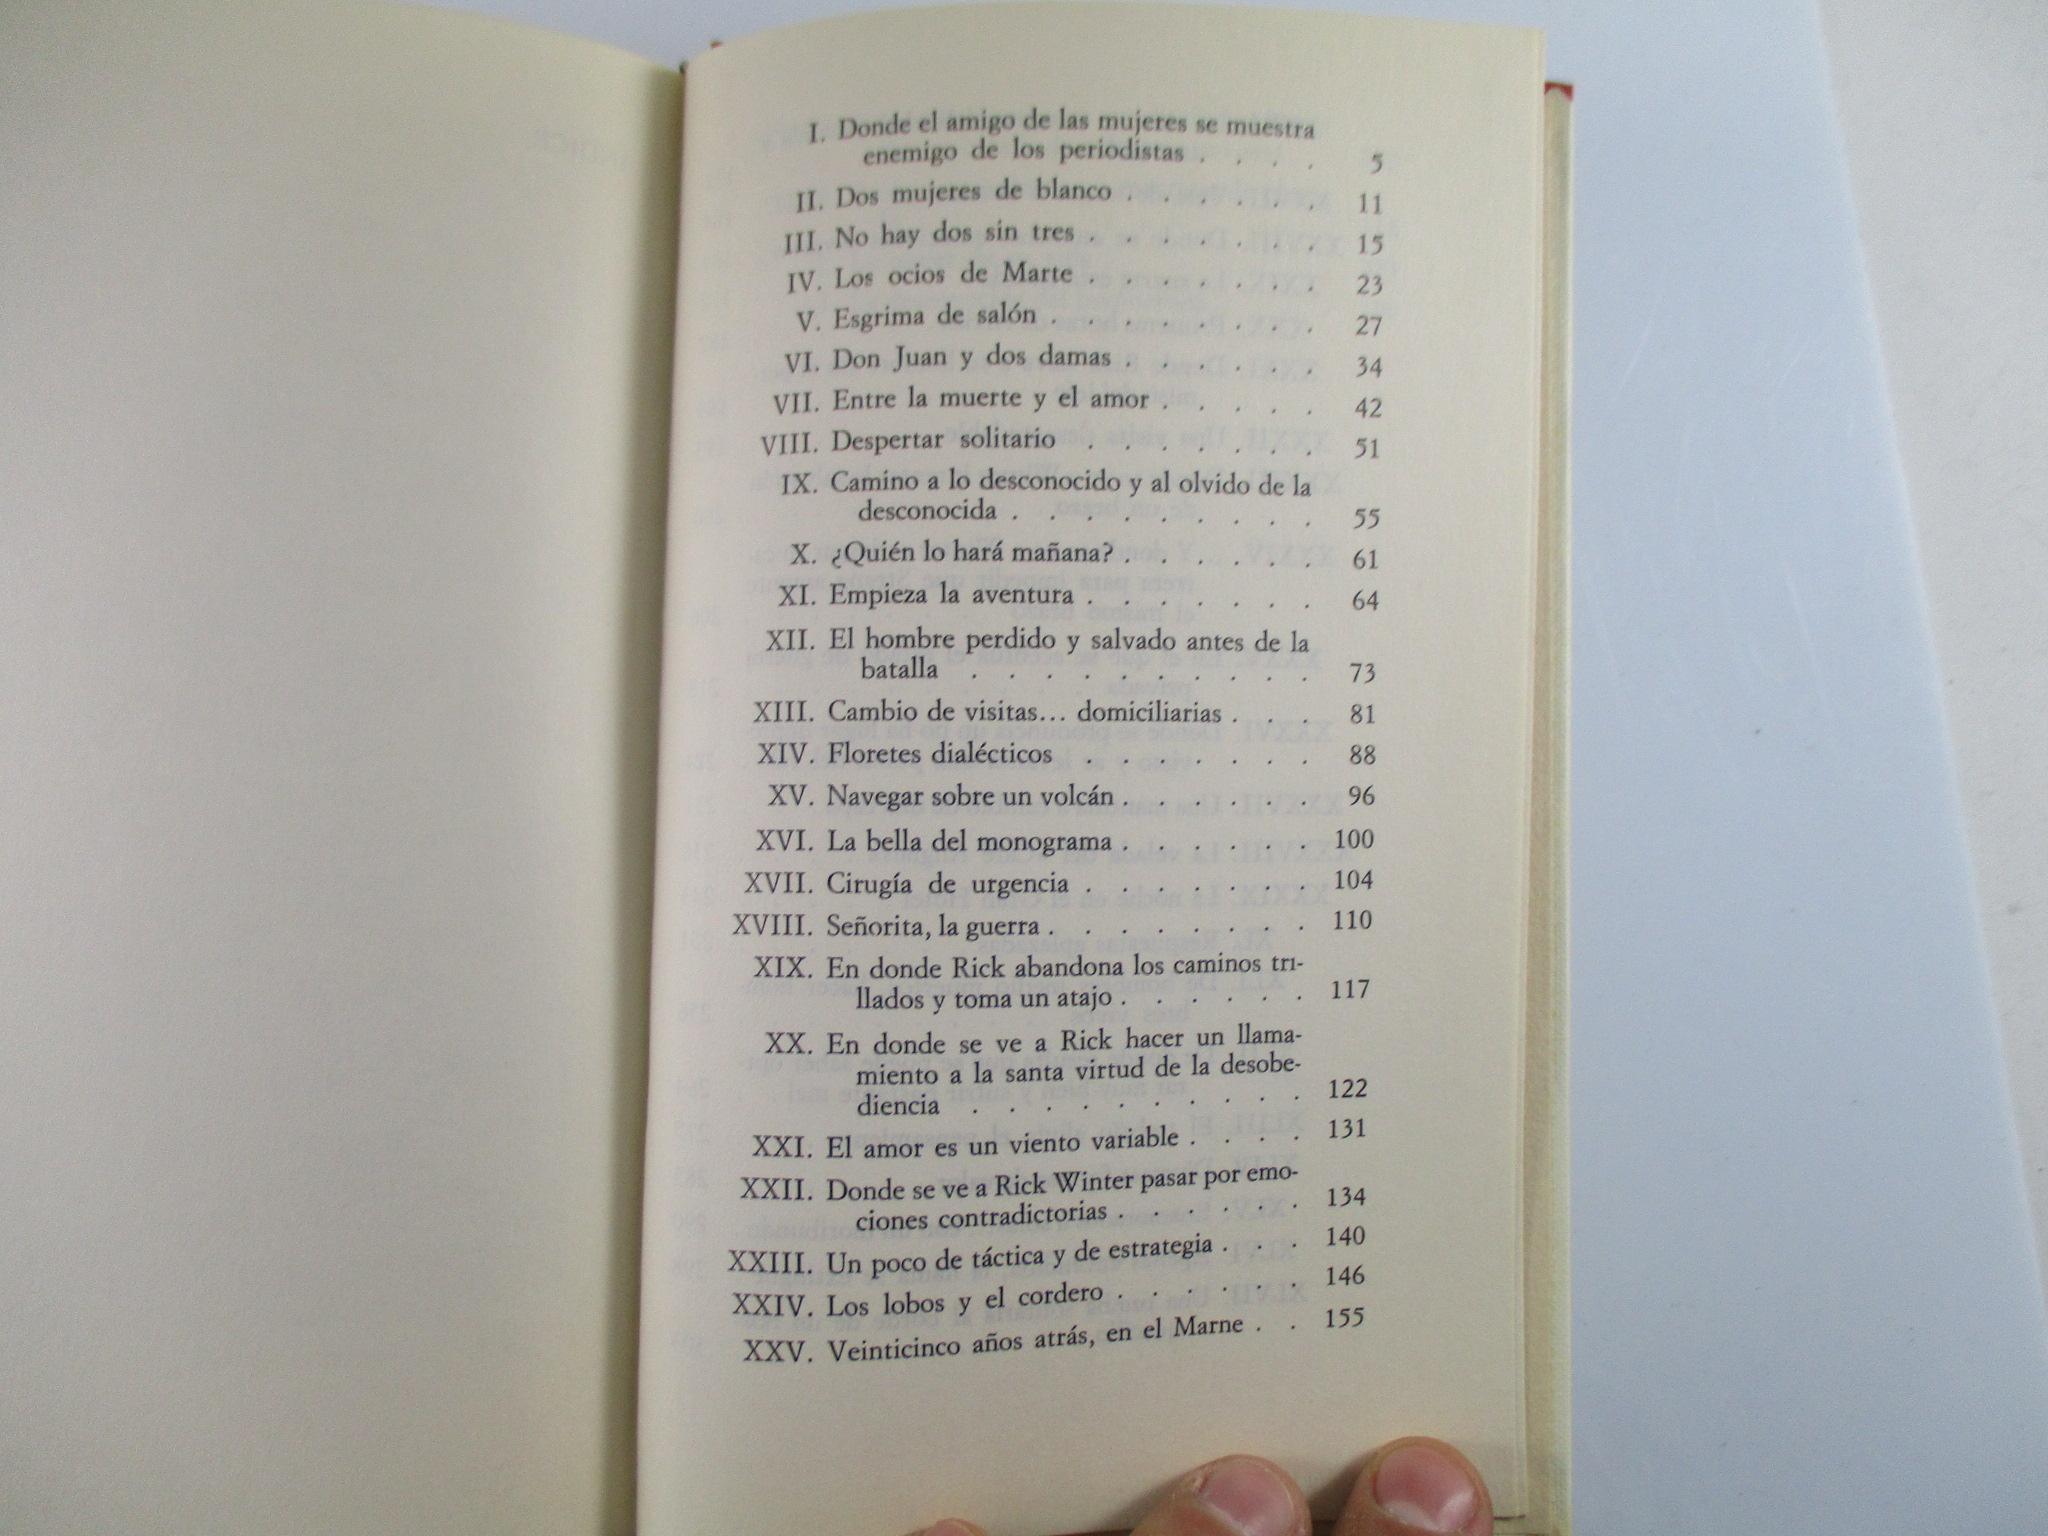 I. Donde el amigo de las mujeres se muestra
enemigo de los periodistas . . . . 5
II. Dos mujeres de blanco . . . . . . 11
III. No hay dos sin tres . . . . . . . 15
IV. Los ocios de Marte . . . . . . . 23
V. Esgrima de salón . . . . . . . . 27
VI. Don Juan y dos damas . . . . . . 34
VII. Entre la muerte y el amor . . . . . 42
VIII. Despertar solitario . . . . . . . 51
IX. Camino a lo desconocido y al olvido de la
desconocida . . . . . . . . . 55
X. ¿Quién lo hará mañana? . . . . . . 61
XI. Empieza la aventura . . . . . . . 64
XII. El hombre perdido y salvado antes de la
batalla . . . . . . . . . . 73
XIII. Cambio de visitas... domiciliarias . . . 81
XIV. Floretes dialécticos . . . . . . . 88
XV. Navegar sobre un volcán . . . . . . 96
XVI. La bella del monograma . . . . . . 100
XVII. Cirugía de urgencia . . . . . . . 104
XVIII. Señorita, la guerra . . . . . . . . 110
XIX. En donde Rick abandona los caminos tri-
llados y toma un atajo . . . . . . 117
XX. En donde se ve a Rick hacer un llama-
miento a la santa virtud de la desobe-
diencia . . . . . . . . . . 122
XXI. El amor es un viento variable . . . . 131
XXII. Donde se ve a Rick Winter pasar por emo-
ciones contradictorias . . . . . . 134
XXIII. Un poco de táctica y de estrategia . . . 140
XXIV. Los lobos y el cordero . . . . . . 146
XXV. Veinticinco años atrás, en el Marne . . 155